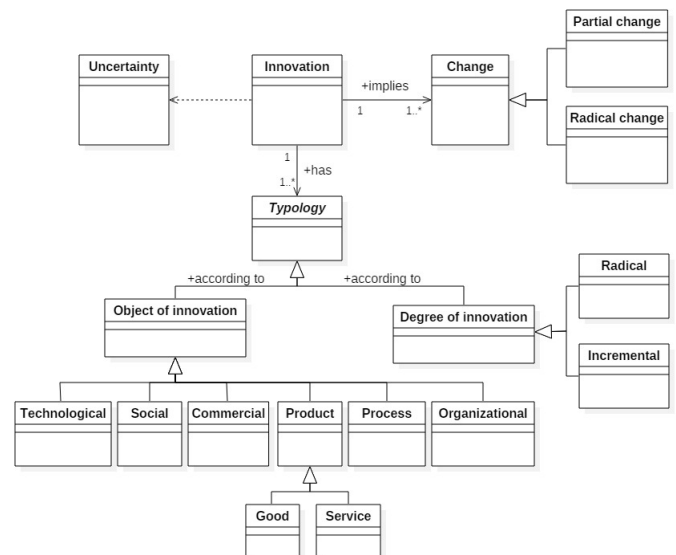 Partial change
Uncertainty
Innovation
Change
+implies
1
1..*
Radical change
1
+has
1..*
Typology
+according to
+according to
Radical
Object of innovation
Degree of innovation
Incremental
Technological
Social
Commercial
Product
Process
Organizational
Good
Service